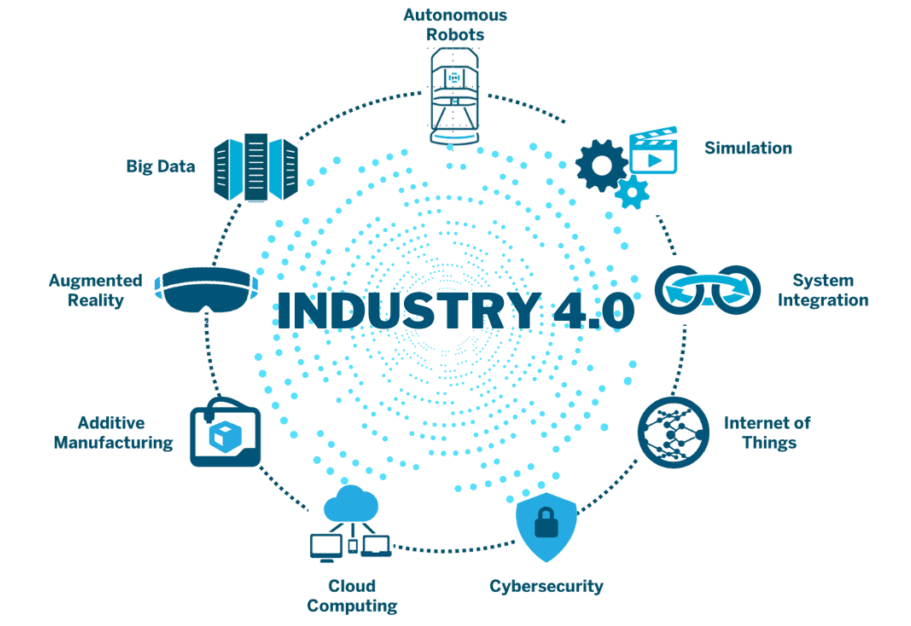 Autonomous
Robots
Simulation
Big Data
System
Integration
Augmented
Reality
INDUSTRY 4.0
Internet of
Things
Additive
Manufacturing
Cybersecurity
Cloud
Computing